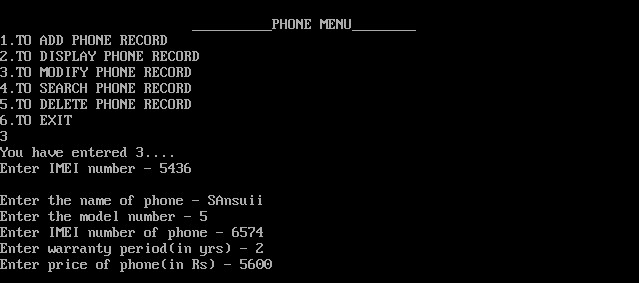 __________PHONE MENU________
1.TO ADD PHONE RECORD
2.TO DISPLAY PHONE RECORD
3.TO MODIFY PHONE RECORD
4.TO SEARCH PHONE RECORD
5.TO DELETE PHONE RECORD
6.TO EXIT
3
You have entered 3....
Enter IMEI number - 5436
Enter the name of phone - SAnsuii
Enter the model number - 5
Enter IMEI number of phone - 6574
Enter warranty period(in yrs) - 2
Enter price of phone(in Rs) - 5600